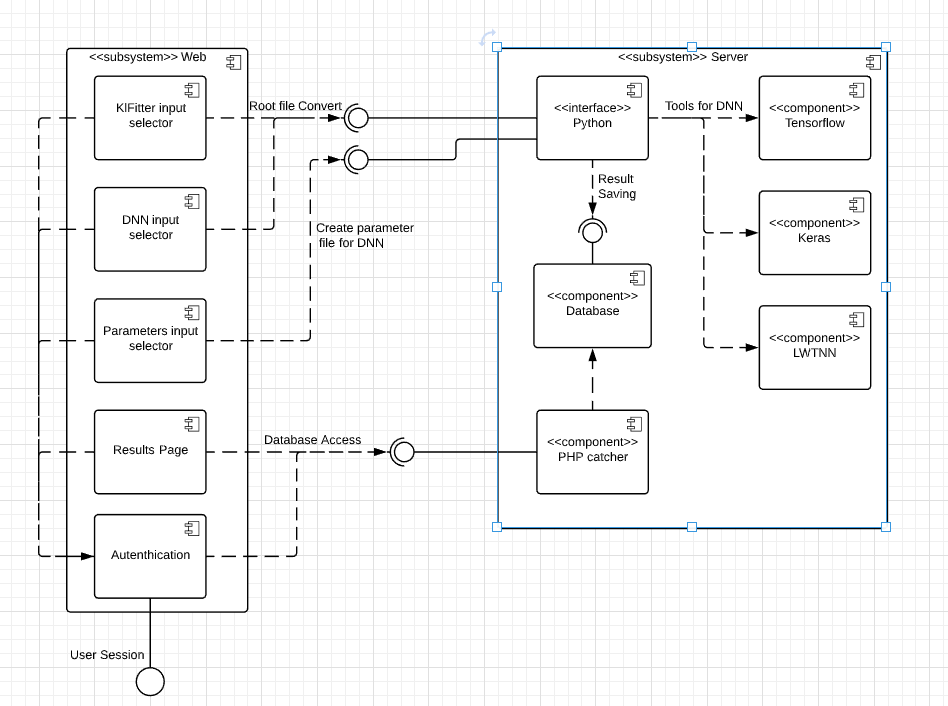 <<subsystem>> Web
KlFitter input
selector
DNN input
selector
Parameters input
selector
Results Page
Autenthication
User Session
Root file Convert
Create parameter
file for DNN
Database Access
<<subsystem>> Server
<<interface>>
Python
Tools for DNN
<<component>>
Tensorflow
Result
Saving
<<component>>
Keras
<<component>>
Database
<<component>>
LWTNN
<<component>>
PHP catcher